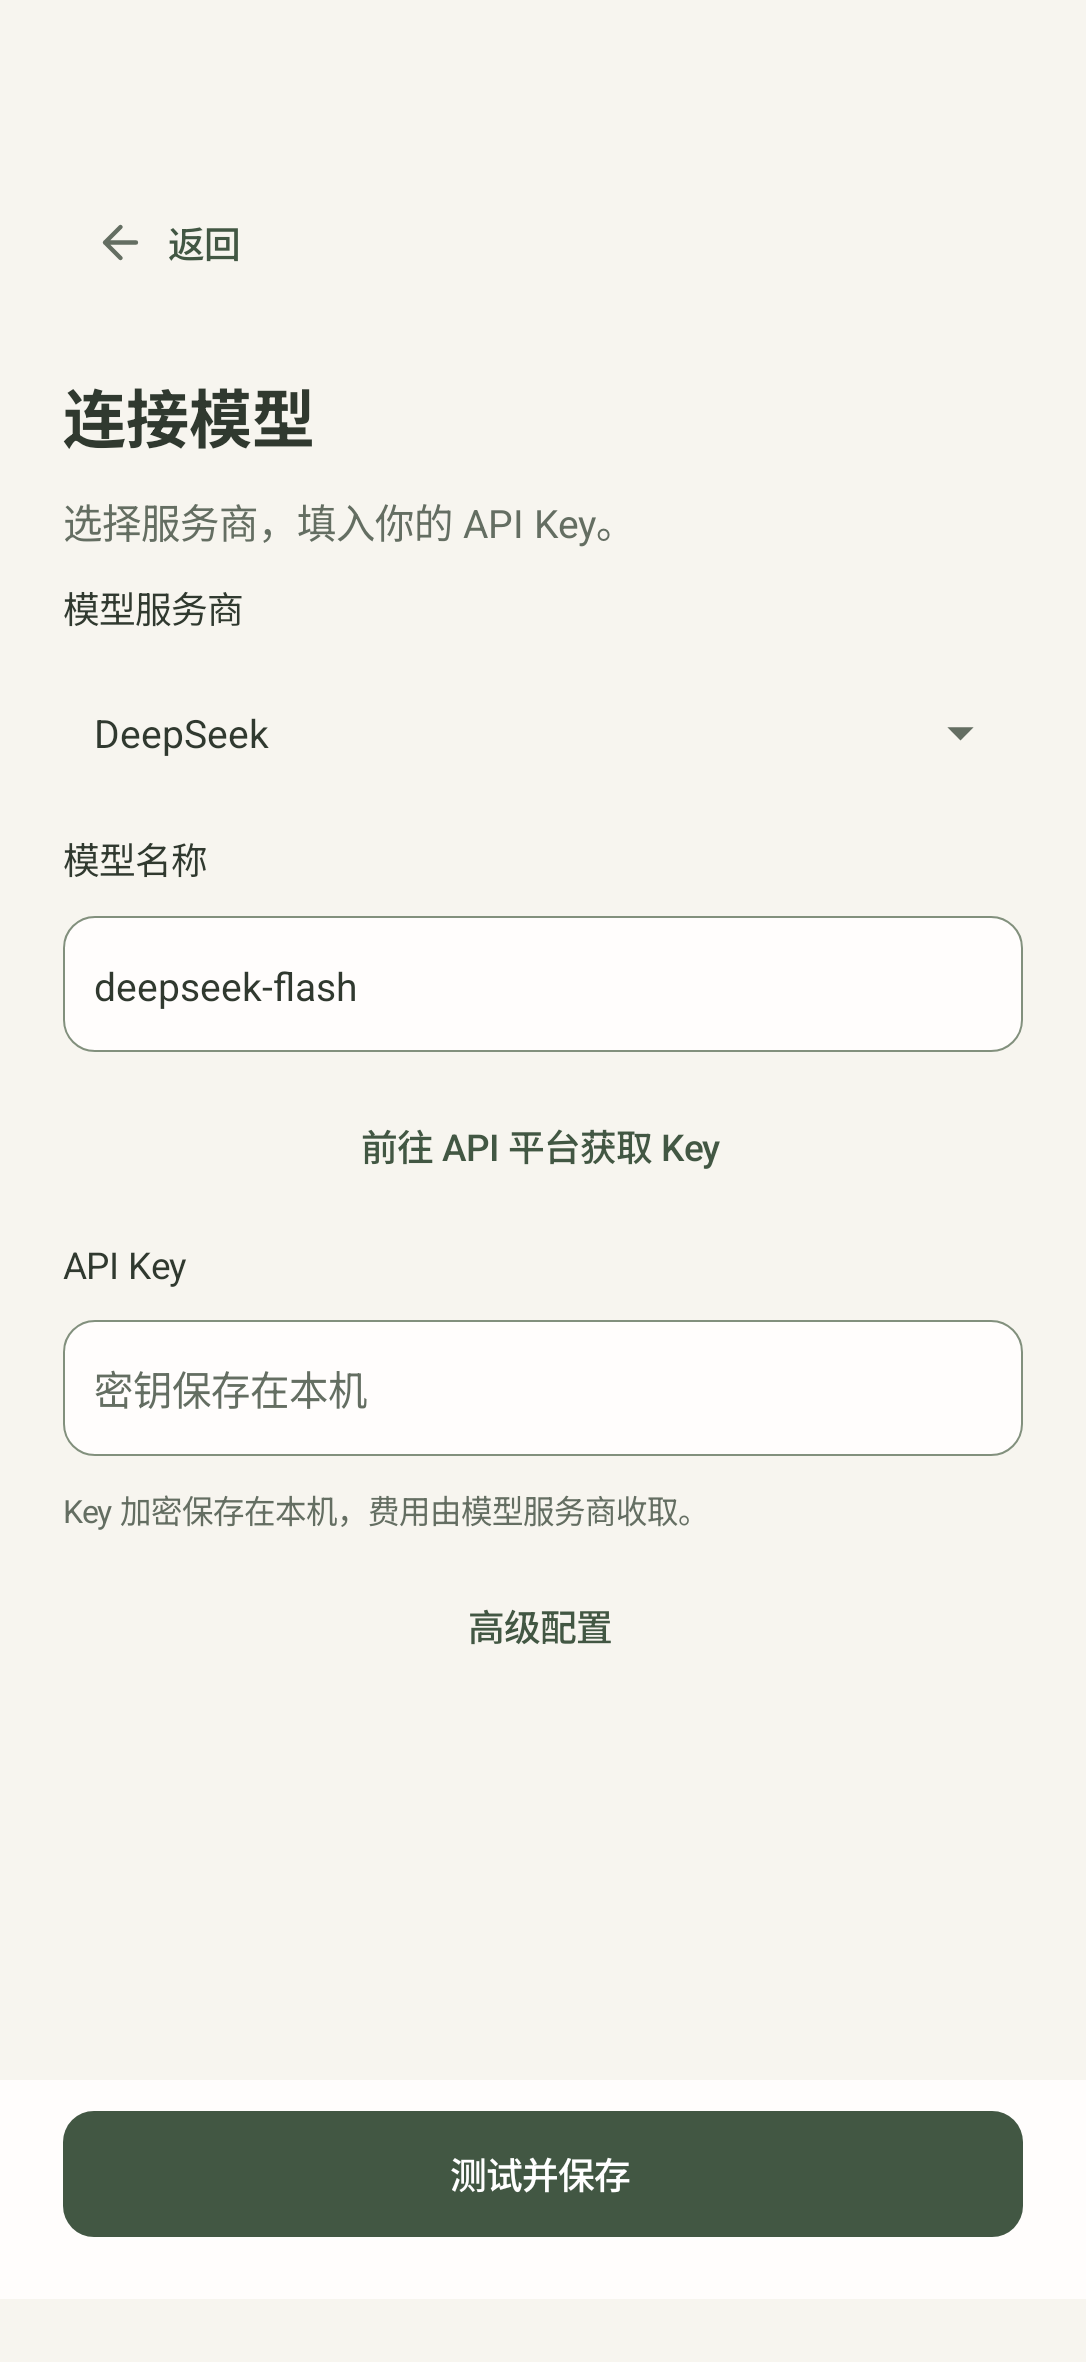 返回
连接模型
选择服务商，填入你的 API Key。
模型服务商
DeepSeek
模型名称
deepseek-flash
前往 API 平台获取 Key
API Key
密钥保存在本机
Key 加密保存在本机，费用由模型服务商收取。
高级配置
测试并保存